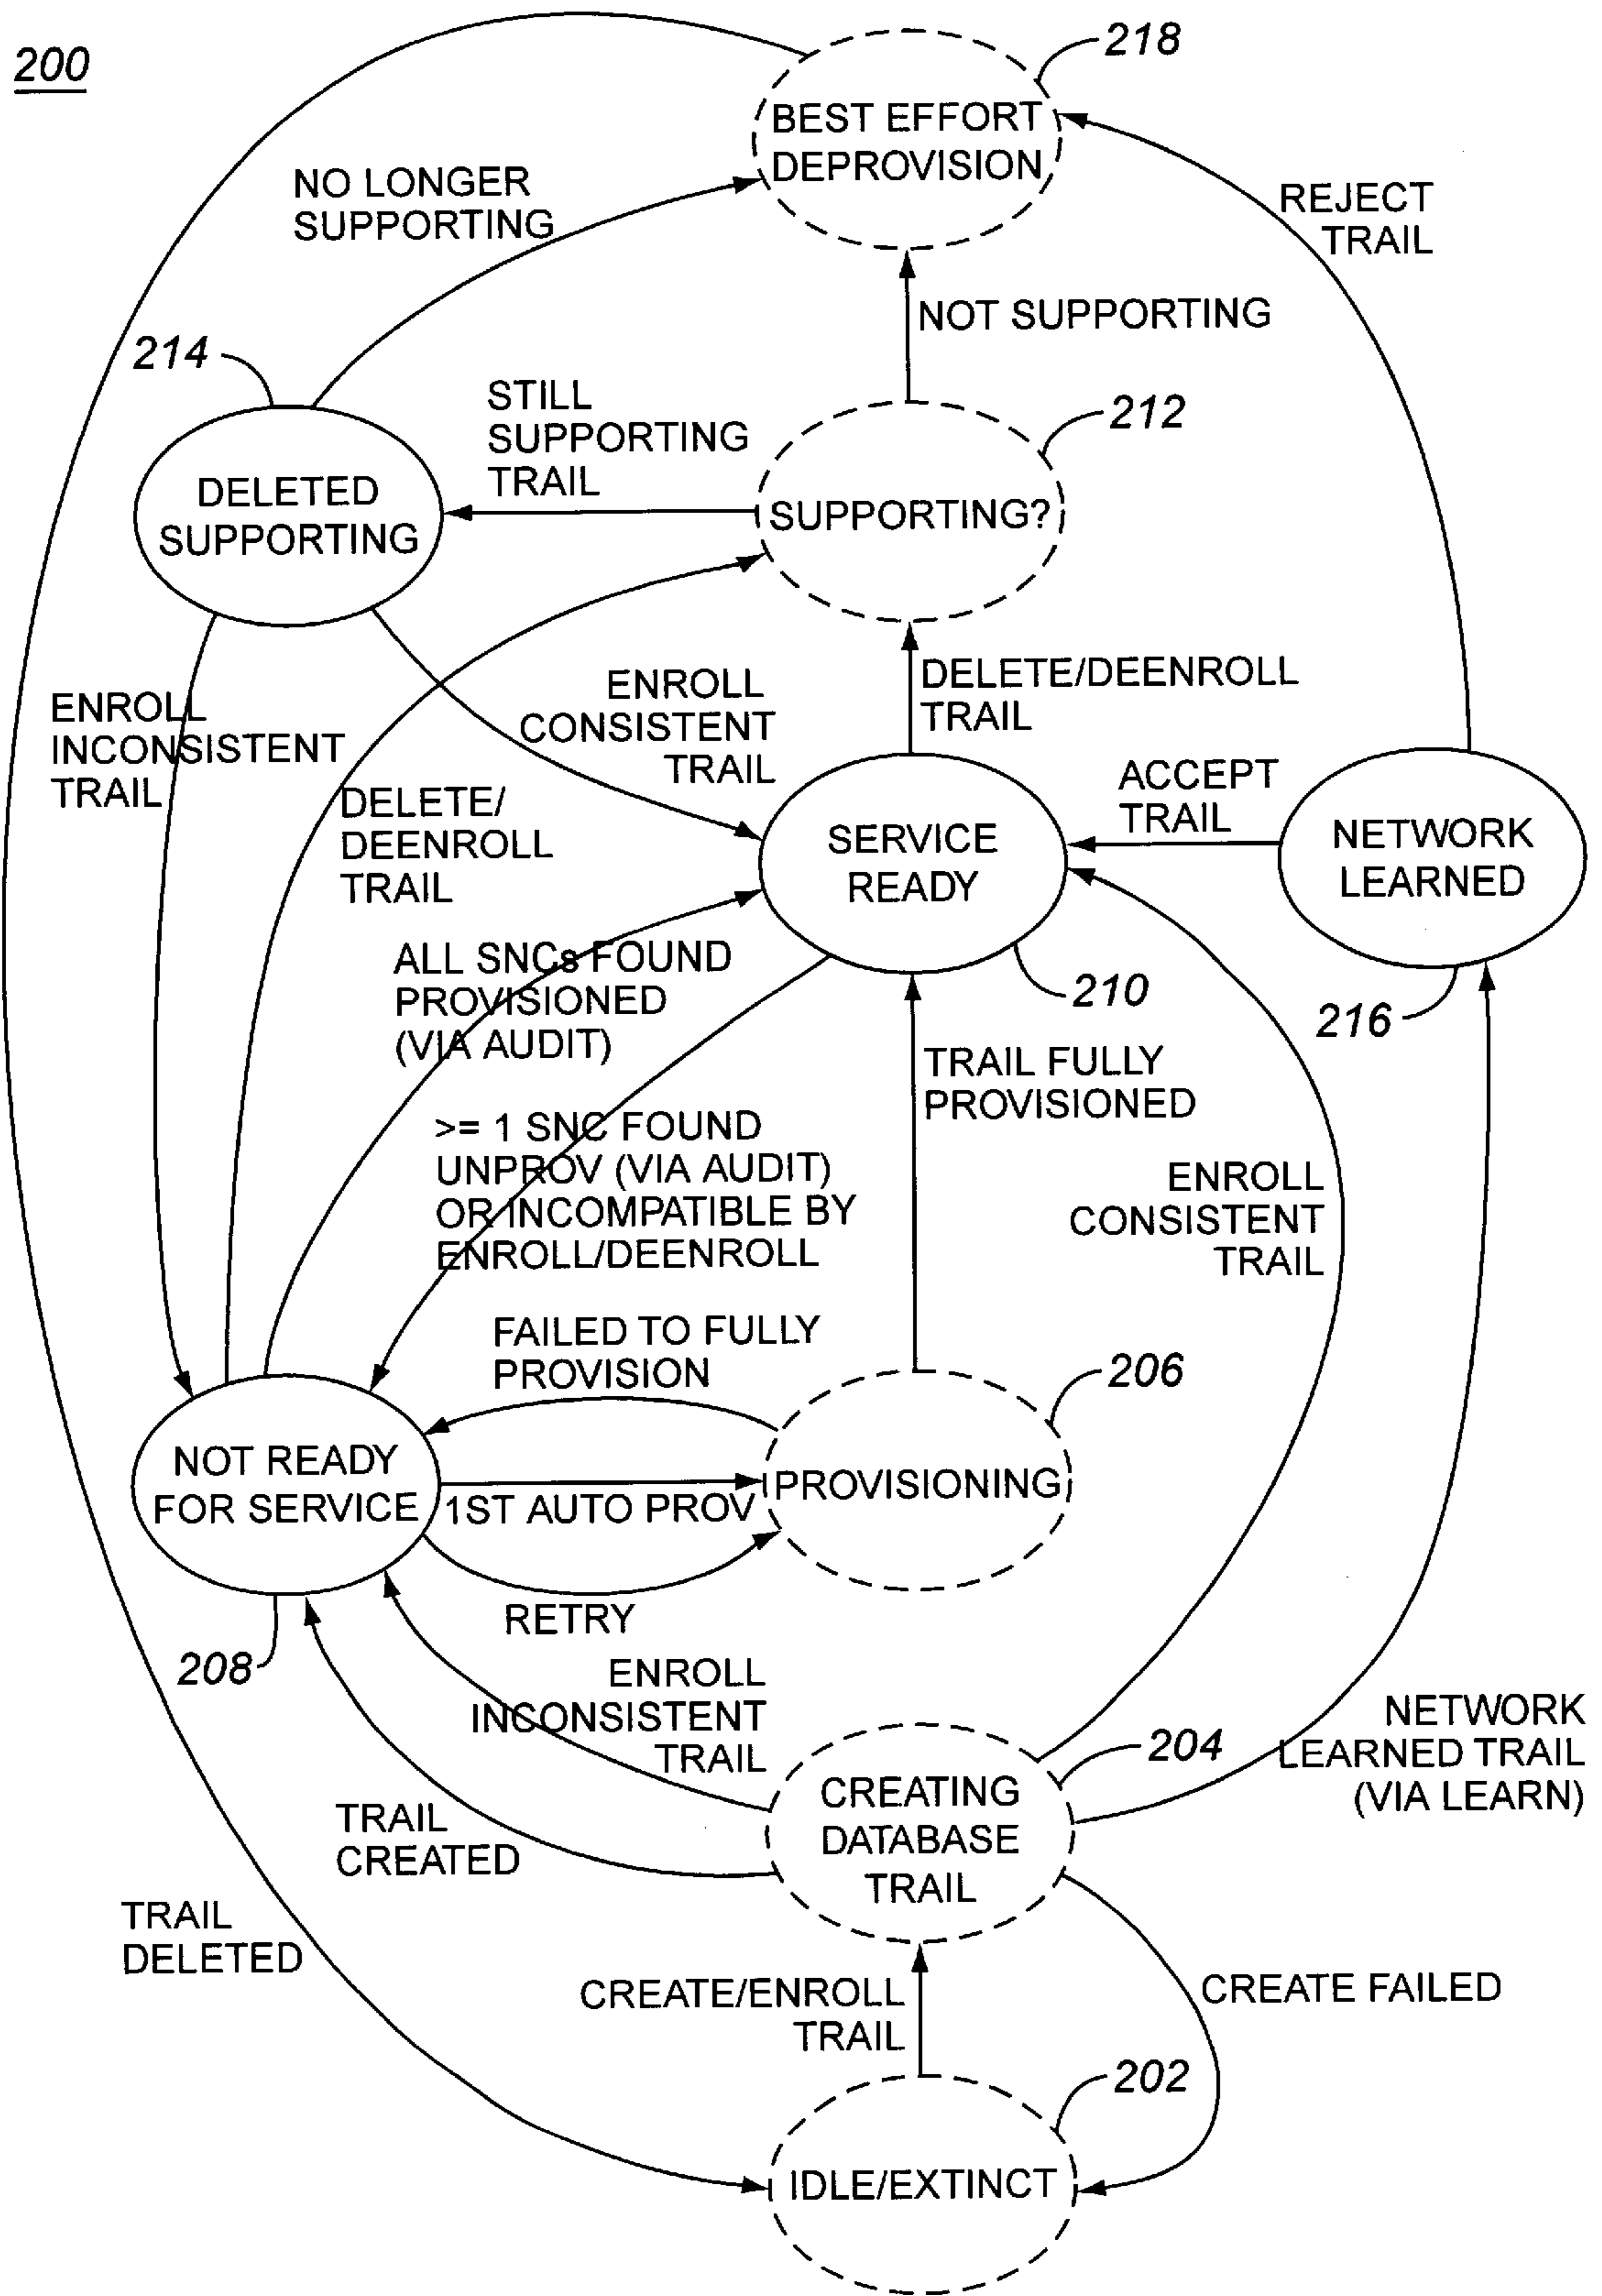 200
218
BEST EFFORT
DEPROVISION
NO LONGER
SUPPORTING
REJECT
TRAIL
NOT SUPPORTING
214
STILL
SUPPORTING
TRAIL
212
DELETED
SUPPORTING
SUPPORTING?
ENROLL
INCONSISTENT
TRAIL
ENROLL
CONSISTENT
TRAIL
DELETE/DEENROLL
TRAIL
DELETE/
DEENROLL
TRAIL
ACCEPT
TRAIL
SERVICE
READY
NETWORK
LEARNED
ALL SNCs FOUND
PROVISIONED
(VIA AUDIT)
210
216
TRAIL FULLY
PROVISIONED
>= 1 SNC FOUND
UNPROV (VIA AUDIT)
OR INCOMPATIBLE BY
ENROLL/DEENROLL
ENROLL
CONSISTENT
TRAIL
FAILED TO FULLY
PROVISION
206
NOT READY
FOR SERVICE
1ST AUTO PROV
PROVISIONING
RETRY
208
ENROLL
INCONSISTENT
TRAIL
NETWORK
LEARNED TRAIL
(VIA LEARN)
204
CREATING
DATABASE
TRAIL
TRAIL
CREATED
TRAIL
DELETED
CREATE/ENROLL
TRAIL
CREATE FAILED
202
IDLE/EXTINCT